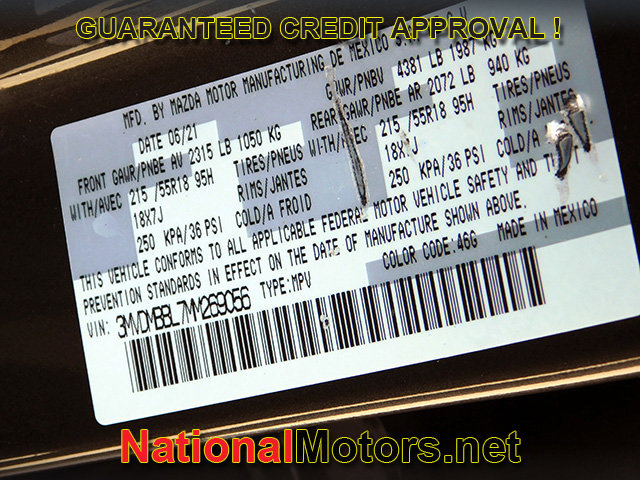 GUARANTEED CREDIT APPROVAL !
MFD. BY MAZDA MOTOR MANUFACTURING DE MEXICO
DATE 06/21 GAWR/PNBV 4381 LB 1987 KG
FRONT GAWR/PNBE AV 2315 LB 1050 KG REAR GAWR/PNBE AR 2072 LB 940 KG
WITH/AVEC 215 /55R18 95H TIRES/PNEUS WITH/AVEC 215 /55R18 95H TIRES/PNEUS
18X7J RIMS/JANTES 18X7J RIMS/JANTES
250 KPA/36 PSI COLD/A FROID 250 KPA/36 PSI COLD/A
THIS VEHICLE CONFORMS TO ALL APPLICABLE FEDERAL MOTOR VEHICLE SAFETY AND THEFT
PREVENTION STANDARDS IN EFFECT ON THE DATE OF MANUFACTURE SHOWN ABOVE.
VIN: 3MVDMBBL7MM269056 TYPE:MPV COLOR CODE:46G MADE IN MEXICO
NationalMotors.net